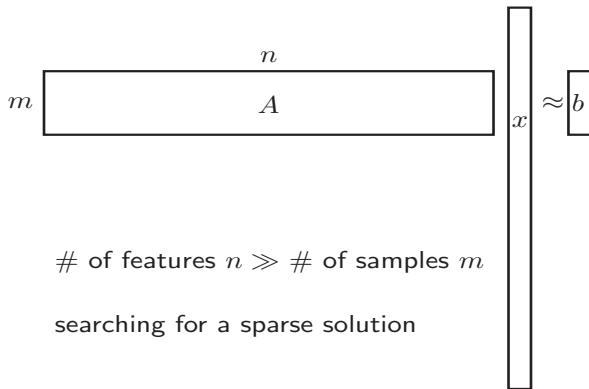 n
m A x ≈ b
# of features n ≫ # of samples m
searching for a sparse solution